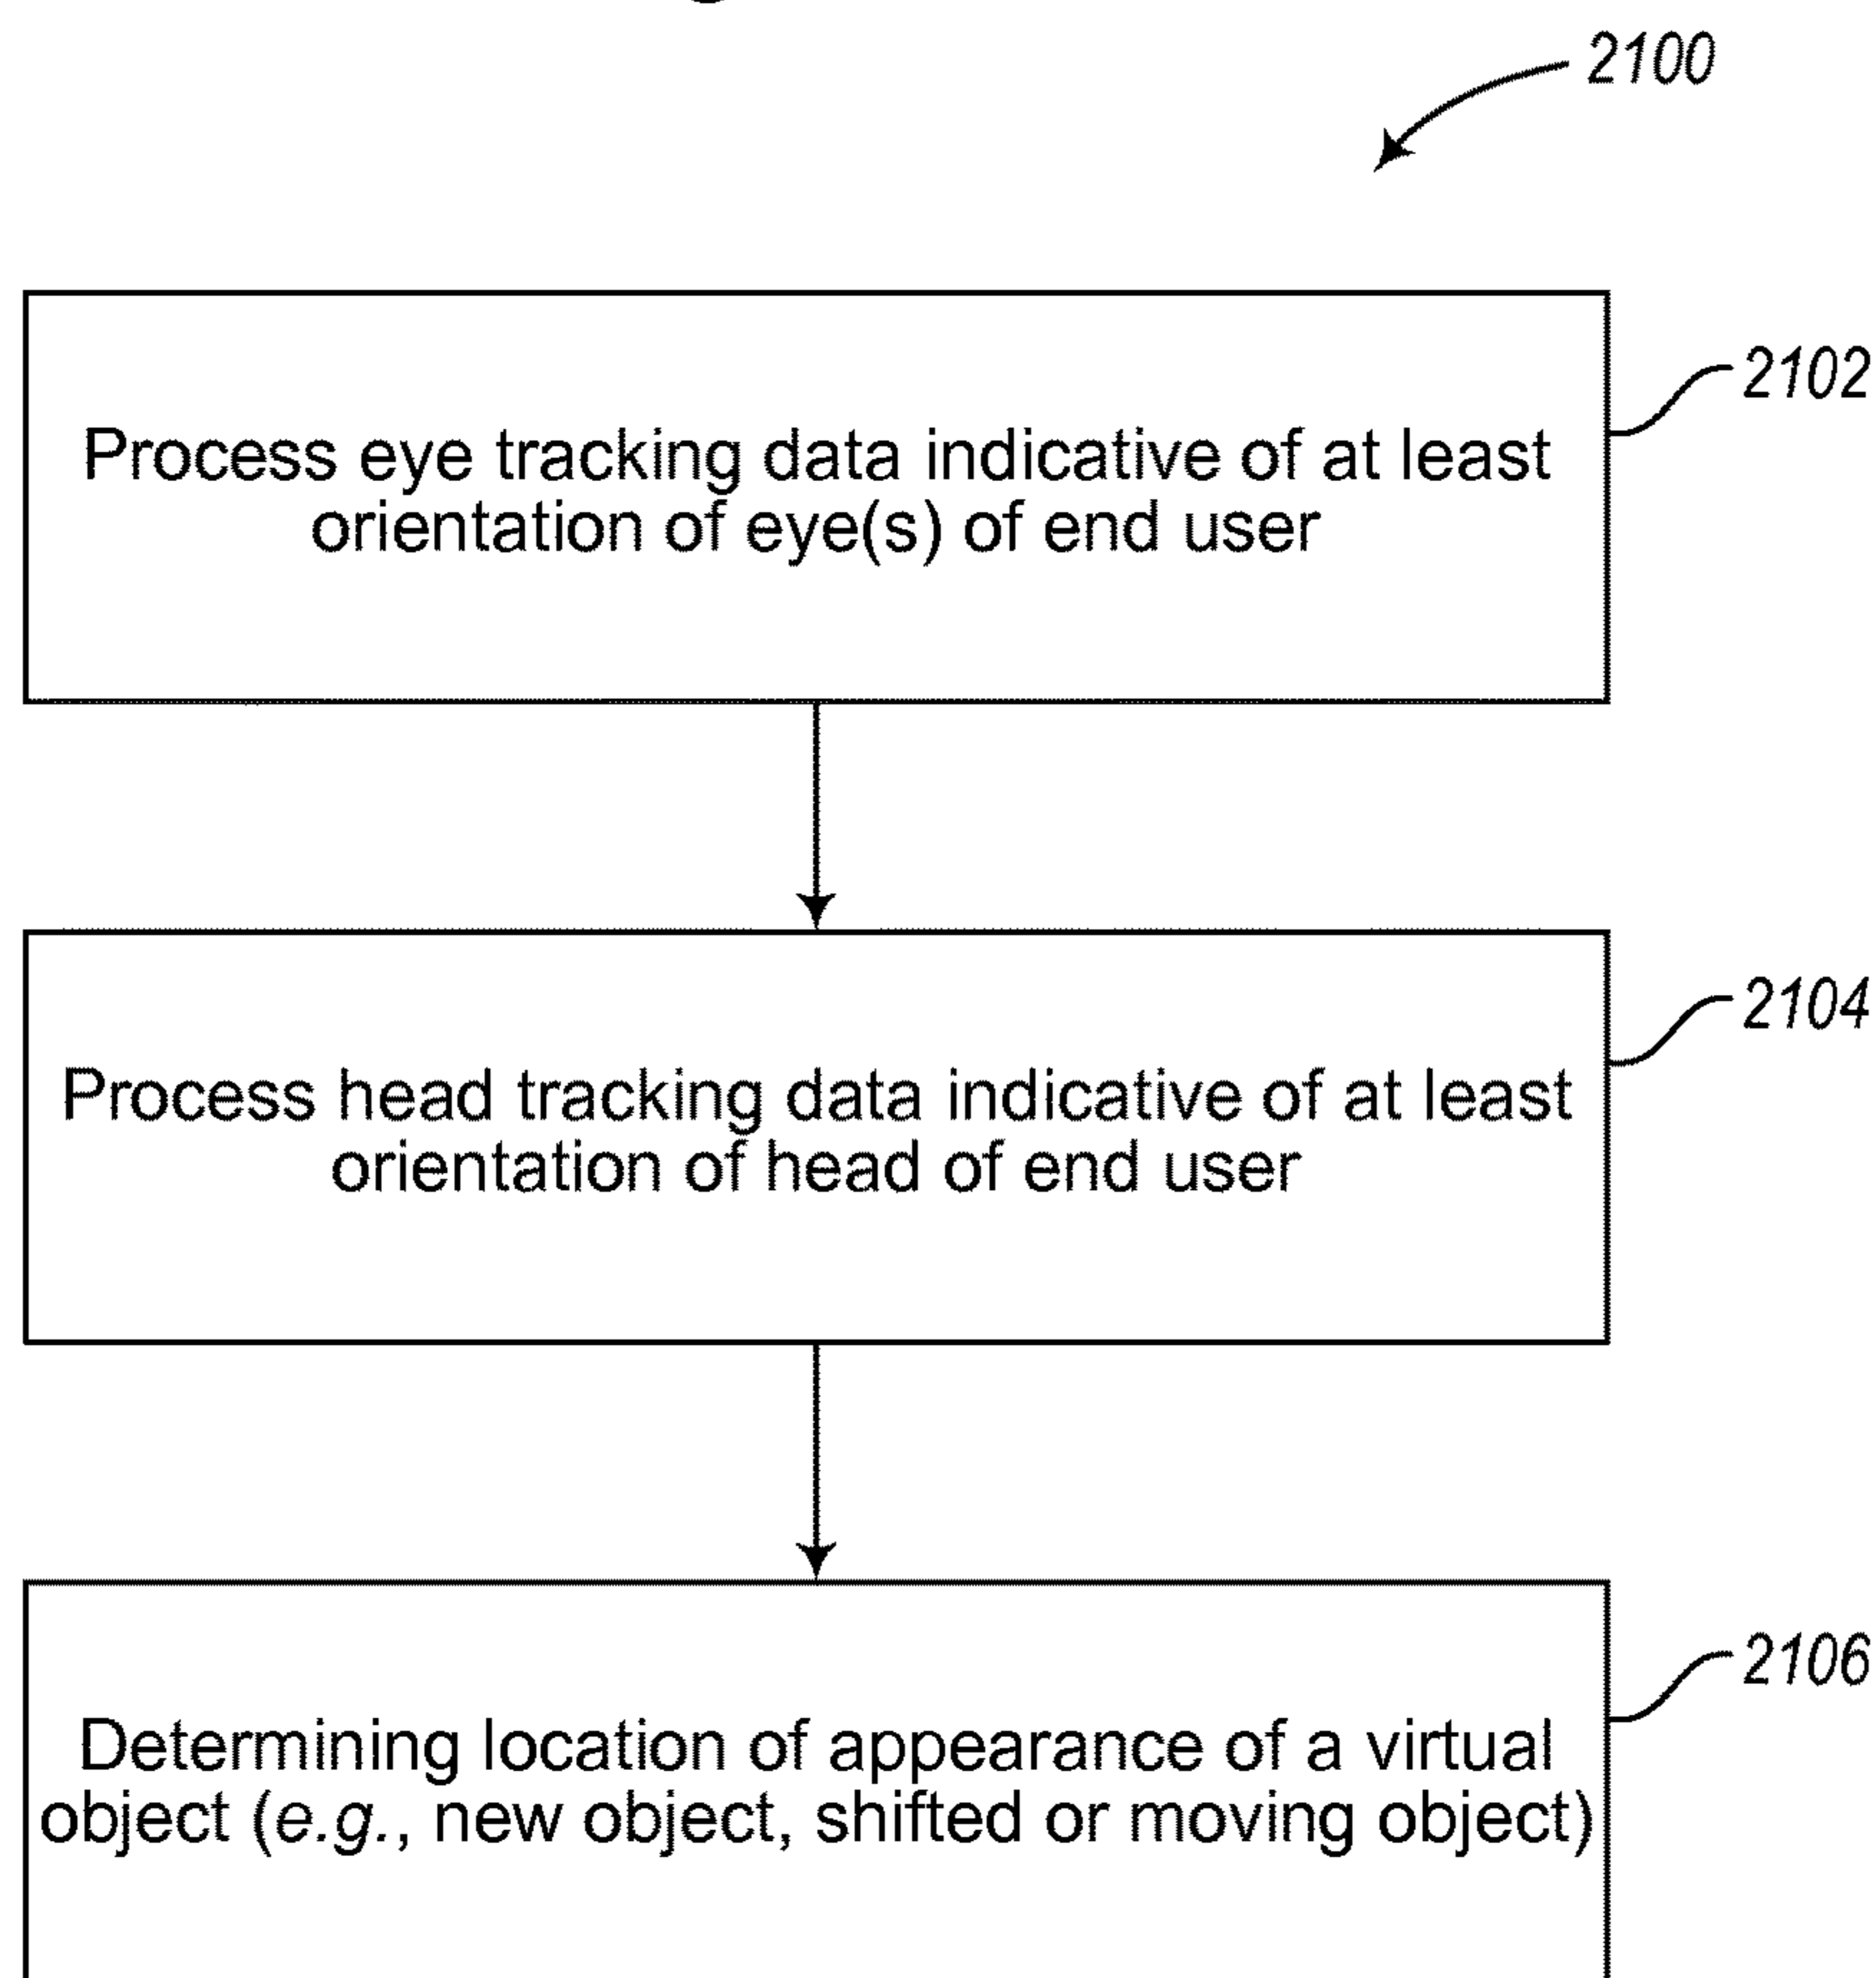 2100
2102
Process eye tracking data indicative of at least
orientation of eye(s) of end user
2104
Process head tracking data indicative of at least
orientation of head of end user
2106
Determining location of appearance of a virtual
object (e.g., new object, shifted or moving object)